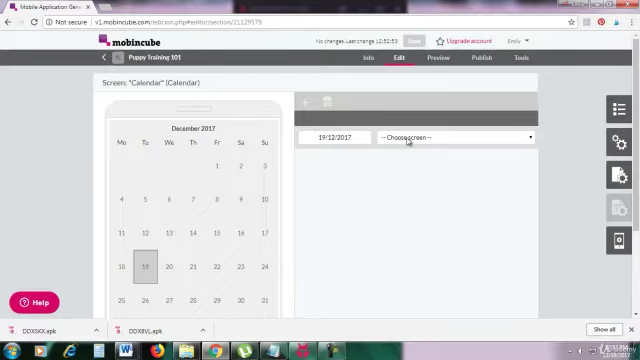 Mobile Application Gene
Emily
Not secure
v1.mobincube.com/edicion.php#editor/section/21129579
mobincube
No changes. Last change 12:52:53
Save
Upgrade account
Emily
Puppy Training 101
Info
Edit
Preview
Publish
Tools
Screen: "Calendar" (Calendar)
December 2017
Mo Tu We Th Fr Sa Su
1 2 3
4 5 6 7 8 9 10
11 12 13 14 15 16 17
18 19 20 21 22 23 24
25 26 27 28 29 30 31
19/12/2017
-- Choose screen --
Help
DDXSKX.apk
DDX8VL.apk
Show all